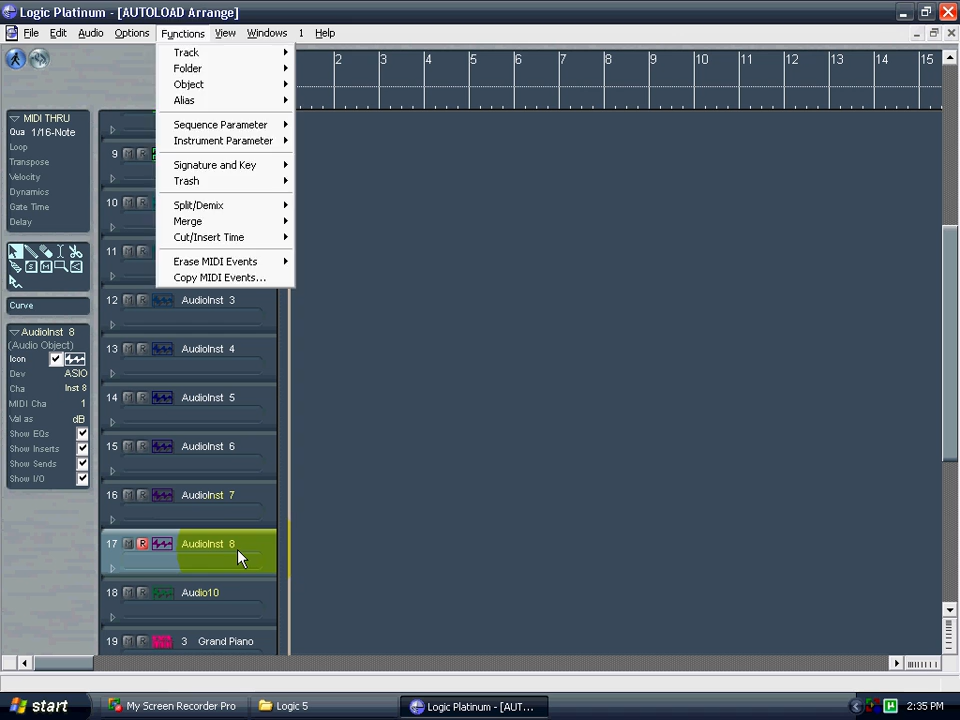 Logic Platinum - [AUTOLOAD Arrange]
File Edit Audio Options Functions View Windows 1 Help
2 3 4 5 6 7 8 9 10 11 12 13 14 15
MIDI THRU
Qua 1/16-Note
Loop
Transpose
Velocity
Dynamics
Gate Time
Delay
Curve
AudioInst 8
(Audio Object)
Icon
Dev ASIO
Cha Inst 8
MIDI Cha 1
Val as dB
Show EQs
Show Inserts
Show Sends
Show I/O
Track
Folder
Object
Alias
Sequence Parameter
Instrument Parameter
Signature and Key
Trash
Split/Demix
Merge
Cut/Insert Time
Erase MIDI Events
Copy MIDI Events...
9 M R
10 M R
11 M R
12 M R AudioInst 3
13 M R AudioInst 4
14 M R AudioInst 5
15 M R AudioInst 6
16 M R AudioInst 7
17 M R AudioInst 8
18 M R Audio10
19 M R 3 Grand Piano
start My Screen Recorder Pro Logic 5 Logic Platinum - [AUT... 2:35 PM